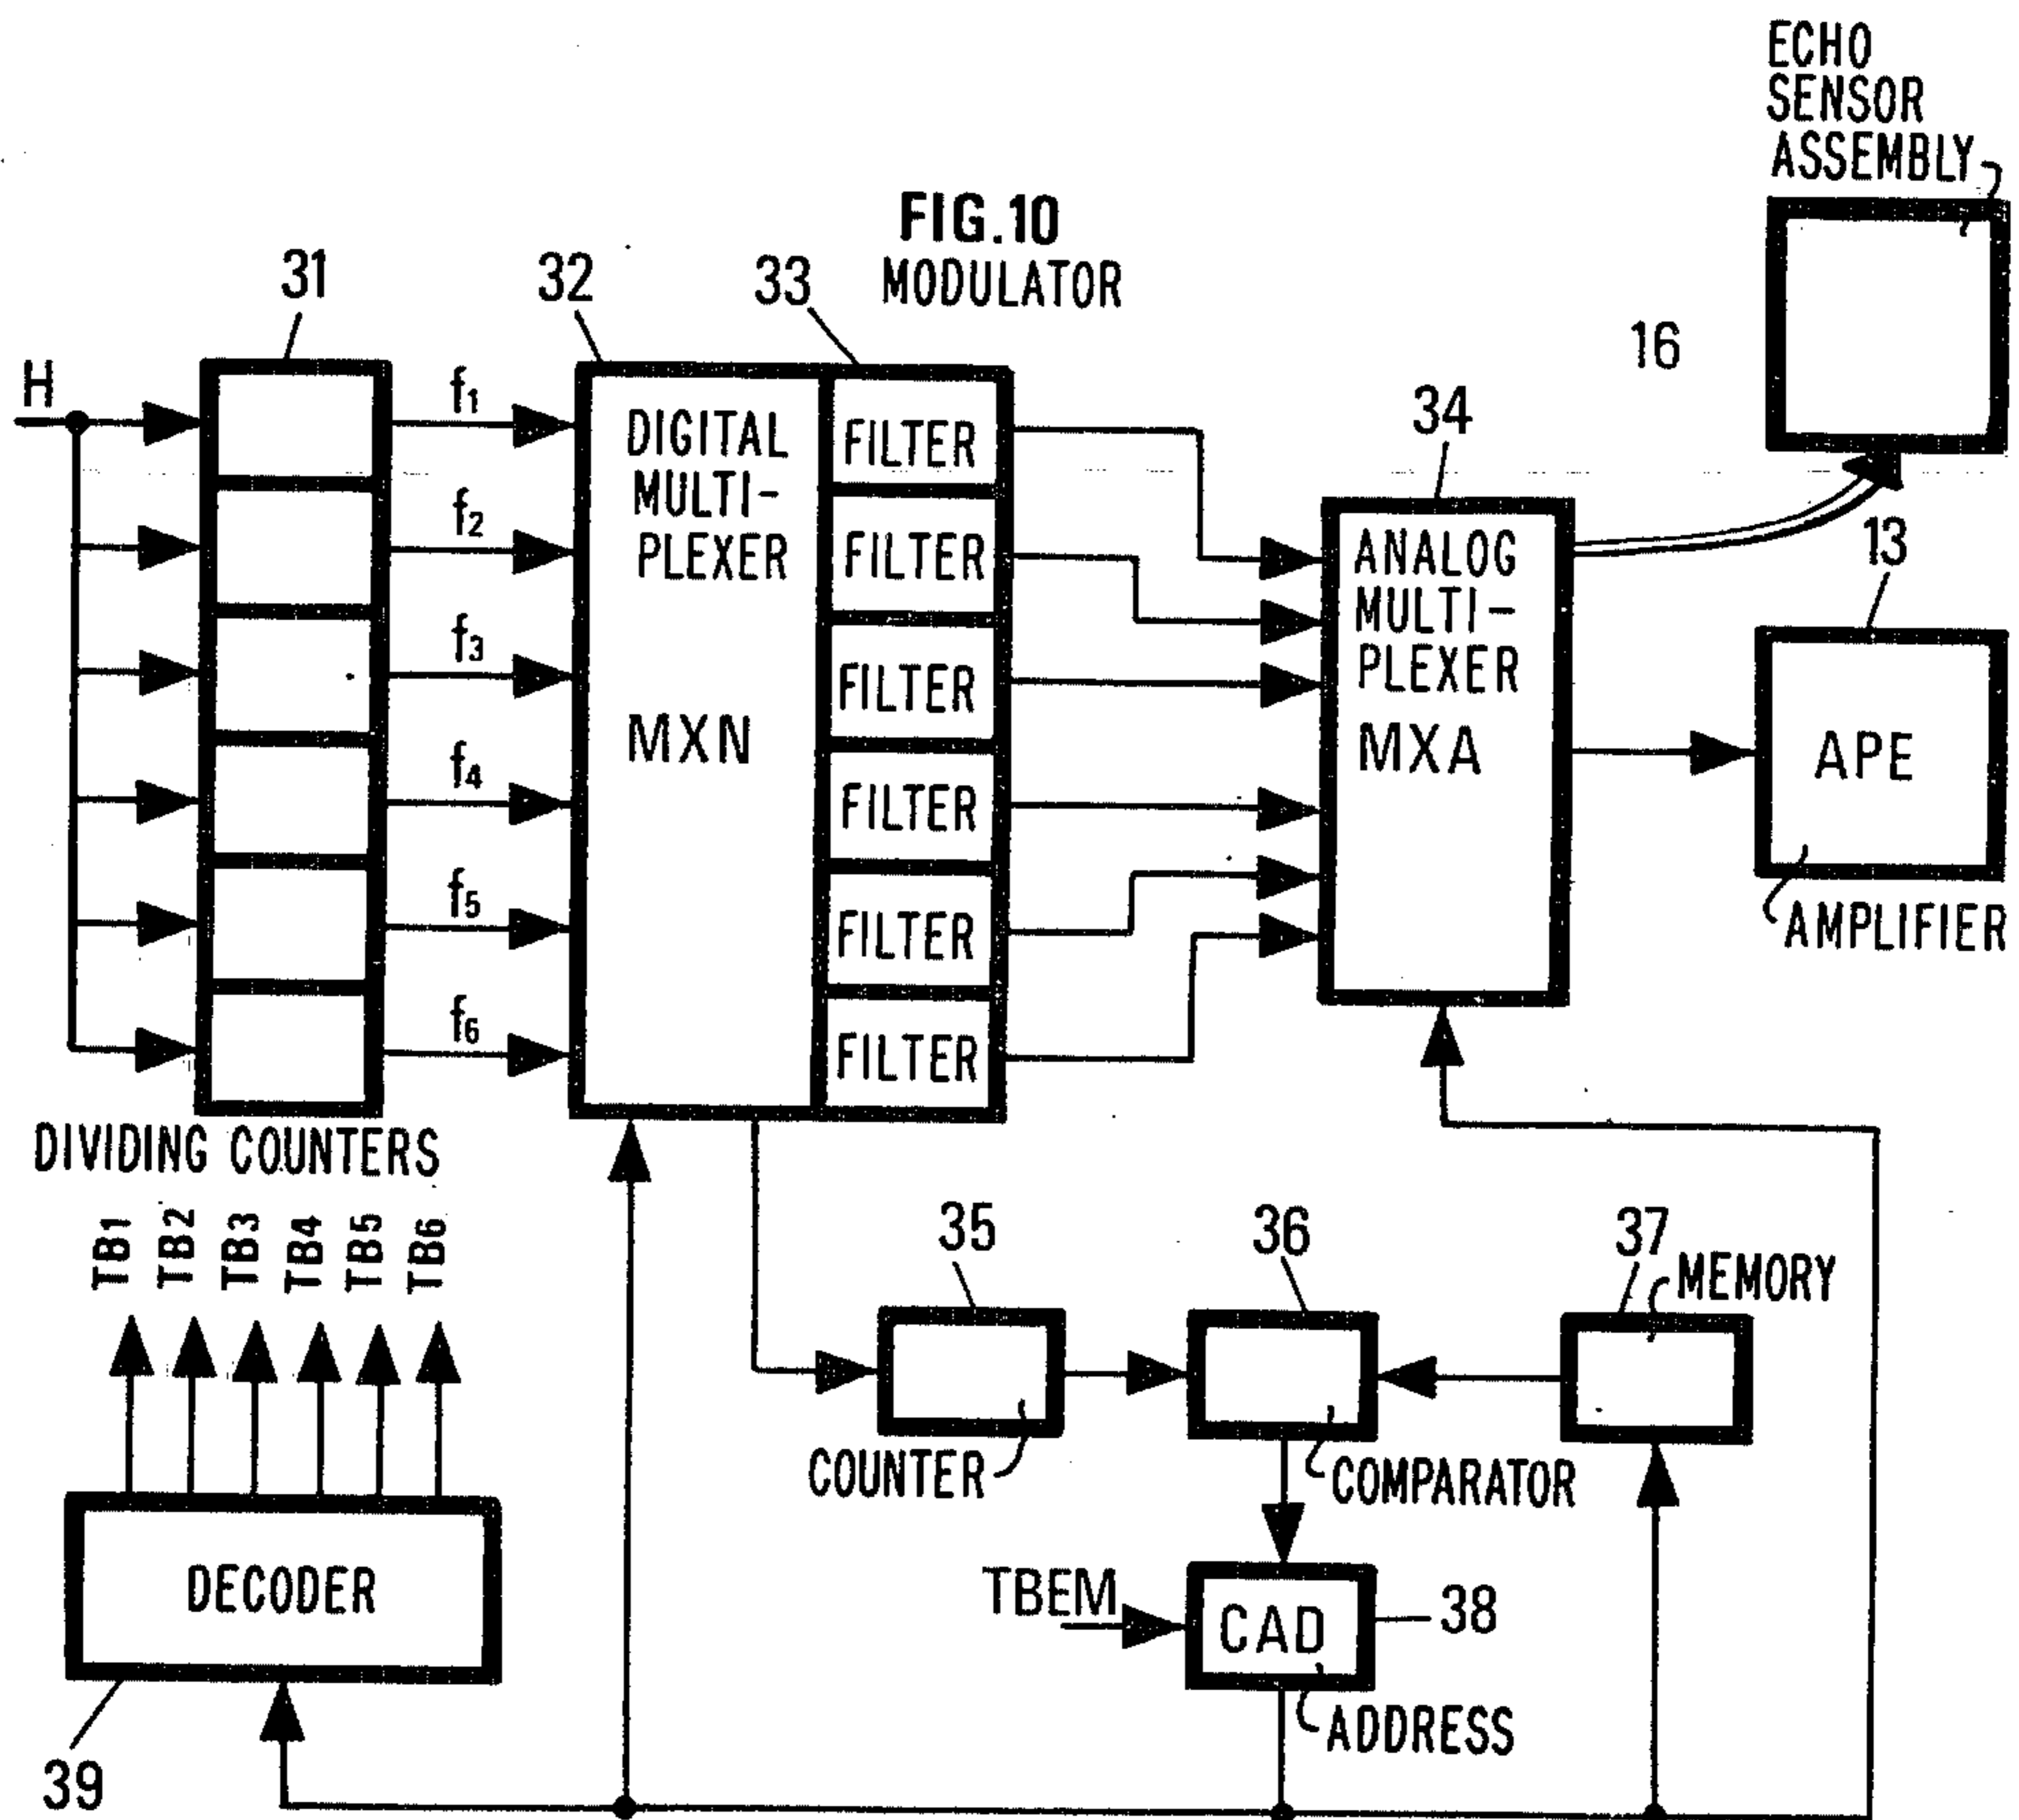 ECHO
SENSOR
ASSEMBLY
FIG.10
MODULATOR
31
32
33
16
34
13
H
f1
f2
f3
f4
f5
f6
DIGITAL
MULTI-
PLEXER
MXN
FILTER
FILTER
FILTER
FILTER
FILTER
FILTER
ANALOG
MULTI-
PLEXER
MXA
APE
AMPLIFIER
DIVIDING COUNTERS
TB1
TB2
TB3
TB4
TB5
TB6
35
36
37
MEMORY
COUNTER
COMPARATOR
DECODER
39
TBEM
CAD
38
ADDRESS